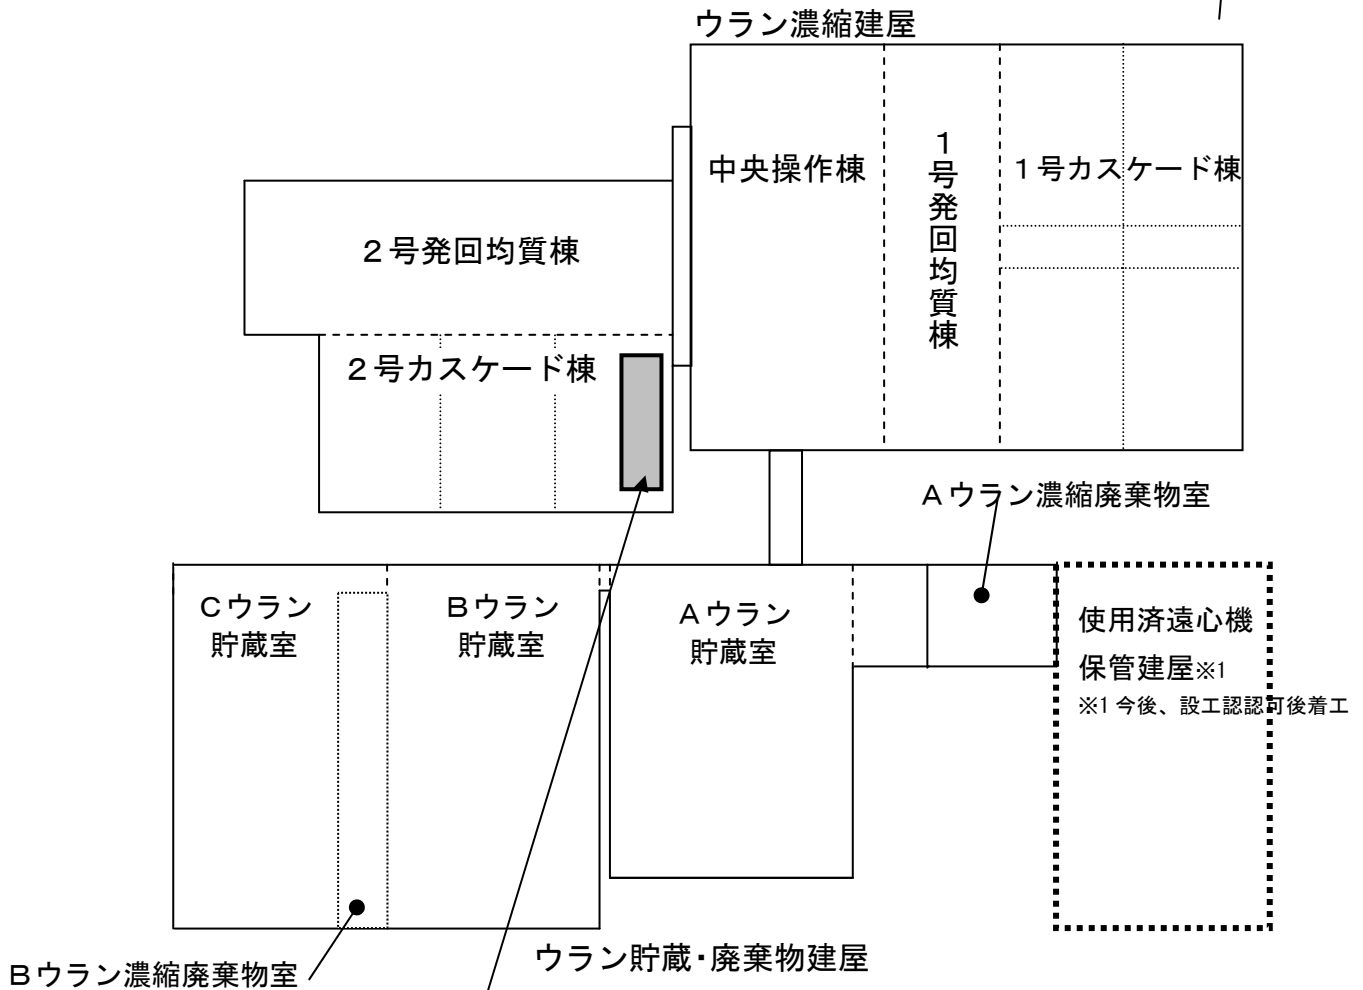 ウラン濃縮建屋
中央操作棟
1号発回均質棟
1号カスケード棟
2号発回均質棟
2号カスケード棟
Aウラン濃縮廃棄物室
Cウラン
貯蔵室
Bウラン
貯蔵室
Aウラン
貯蔵室
使用済遠心機
保管建屋※1
※1 今後、設工認認可後着工
ウラン貯蔵・廃棄物建屋
Bウラン濃縮廃棄物室